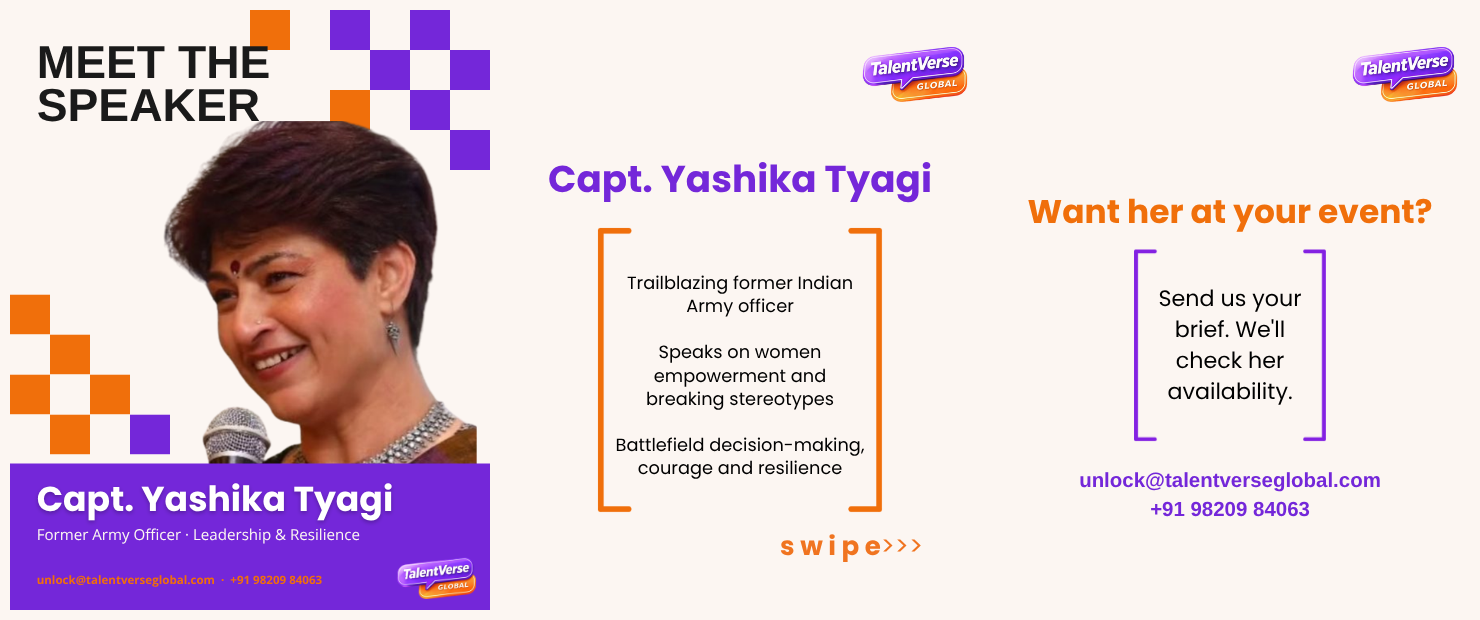 MEET THE
SPEAKER
Capt. Yashika Tyagi
Former Army Officer · Leadership & Resilience
unlock@talentverseglobal.com · +91 98209 84063
TalentVerse
GLOBAL
TalentVerse
GLOBAL
Capt. Yashika Tyagi
Trailblazing former Indian
Army officer
Speaks on women
empowerment and
breaking stereotypes
Battlefield decision-making,
courage and resilience
swipe>>>
TalentVerse
GLOBAL
Want her at your event?
Send us your
brief. We'll
check her
availability.
unlock@talentverseglobal.com
+91 98209 84063